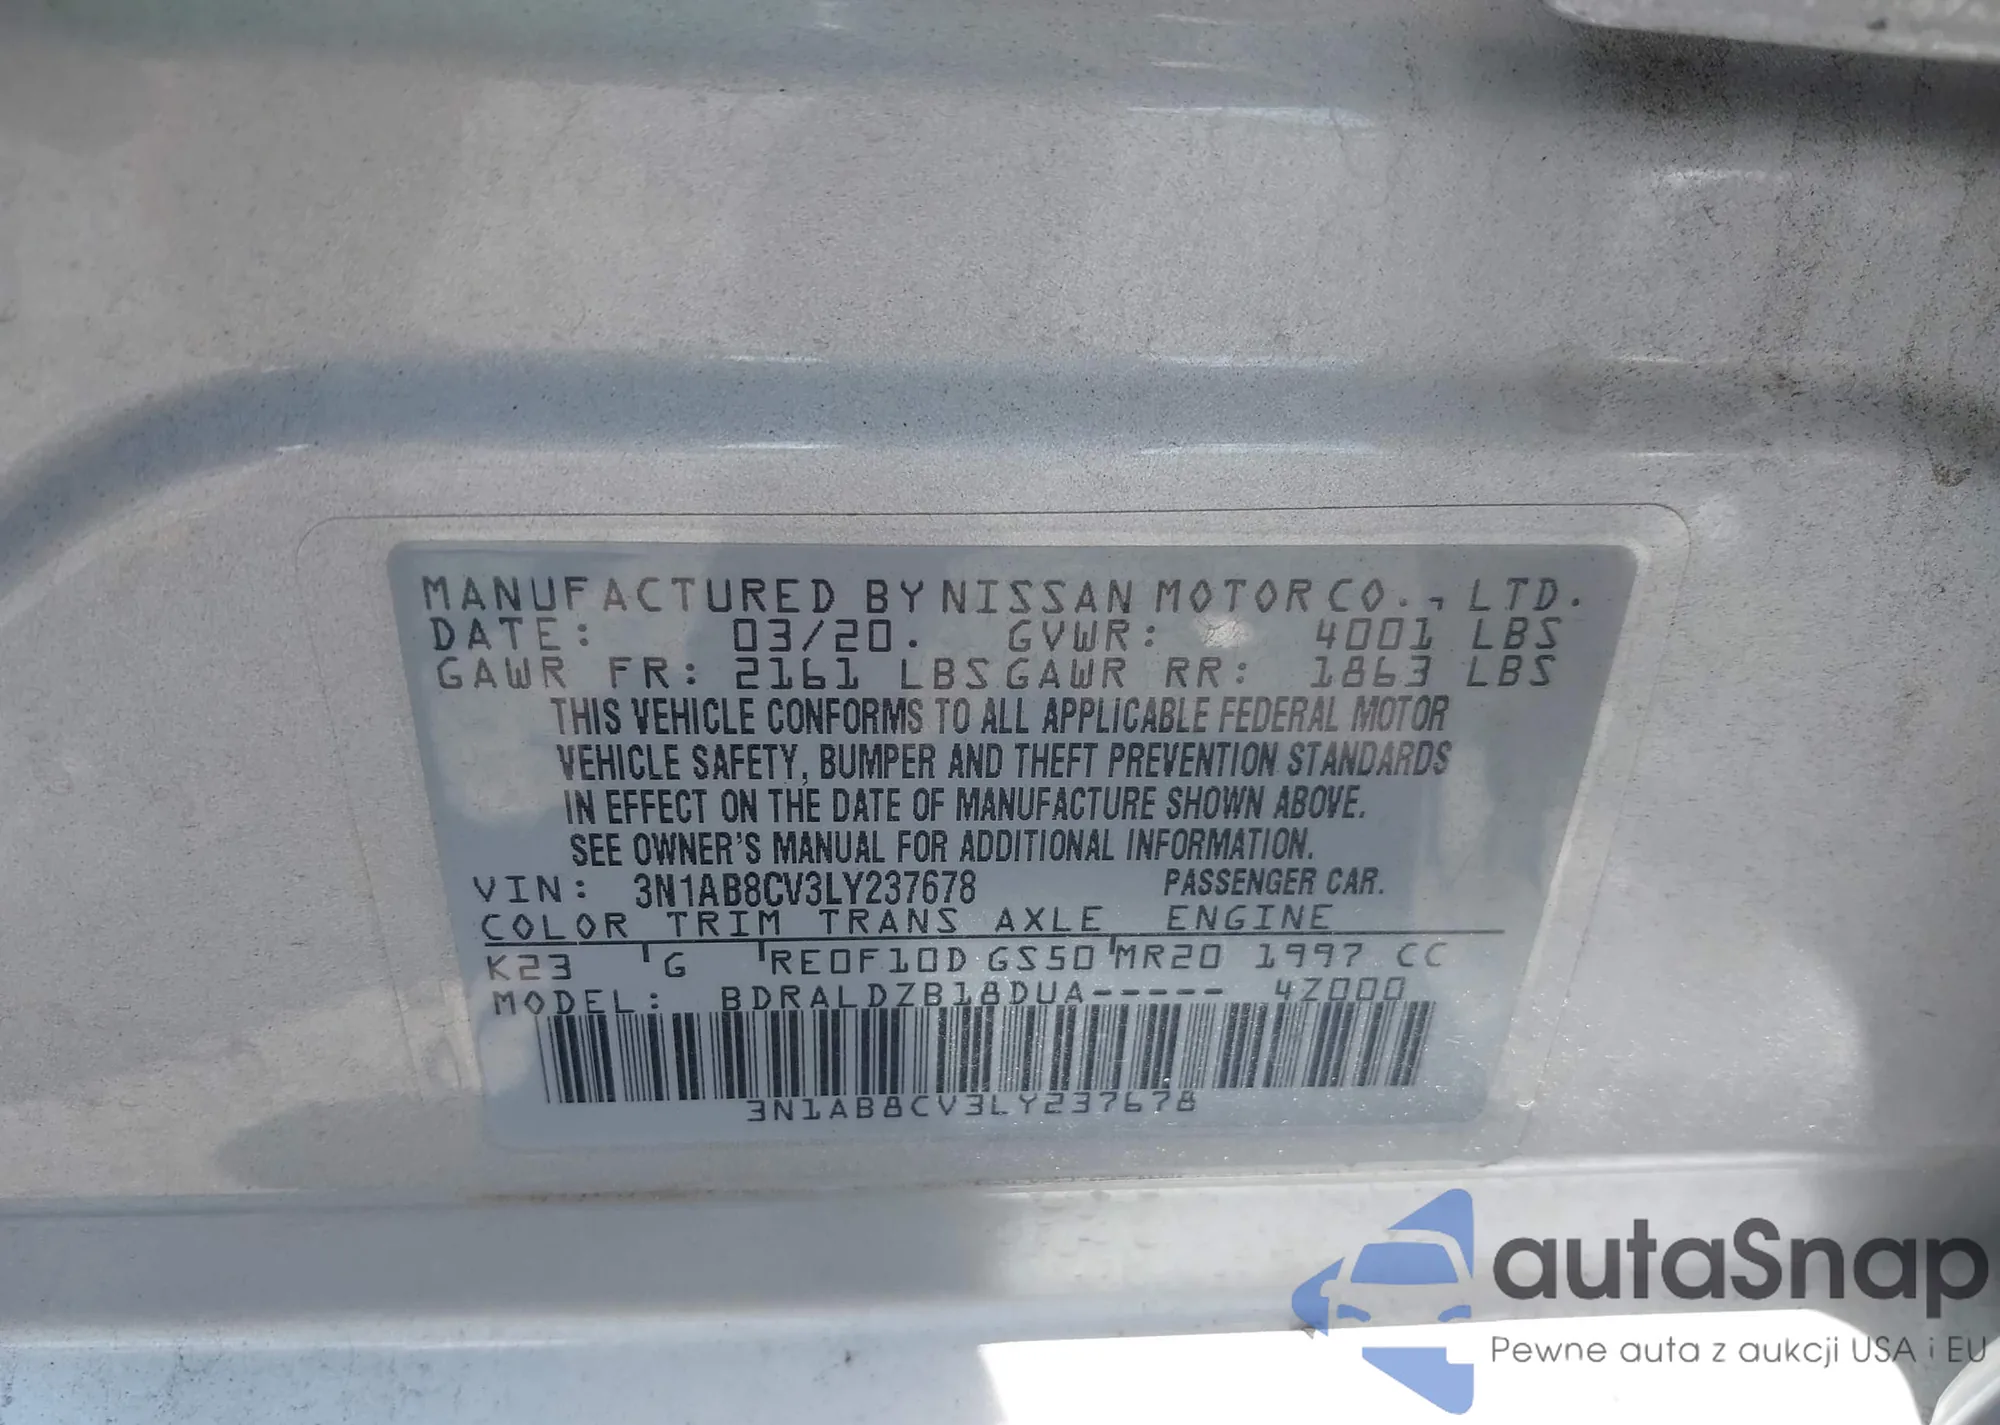 MANUFACTURED BY NISSAN MOTOR CO., LTD.
DATE: 03/20. GVWR: 4001 LBS
GAWR FR: 2161 LBS GAWR RR: 1863 LBS
THIS VEHICLE CONFORMS TO ALL APPLICABLE FEDERAL MOTOR
VEHICLE SAFETY, BUMPER AND THEFT PREVENTION STANDARDS
IN EFFECT ON THE DATE OF MANUFACTURE SHOWN ABOVE.
SEE OWNER'S MANUAL FOR ADDITIONAL INFORMATION.
VIN: 3N1AB8CV3LY237678 PASSENGER CAR.
COLOR TRIM TRANS AXLE ENGINE
K23 G RE0F10D GS50 MR20 1997 CC
MODEL: BDRALDZB18DUA----- 4Z000
3N1AB8CV3LY237678
autaSnap
Pewne auta z aukcji USA i EU